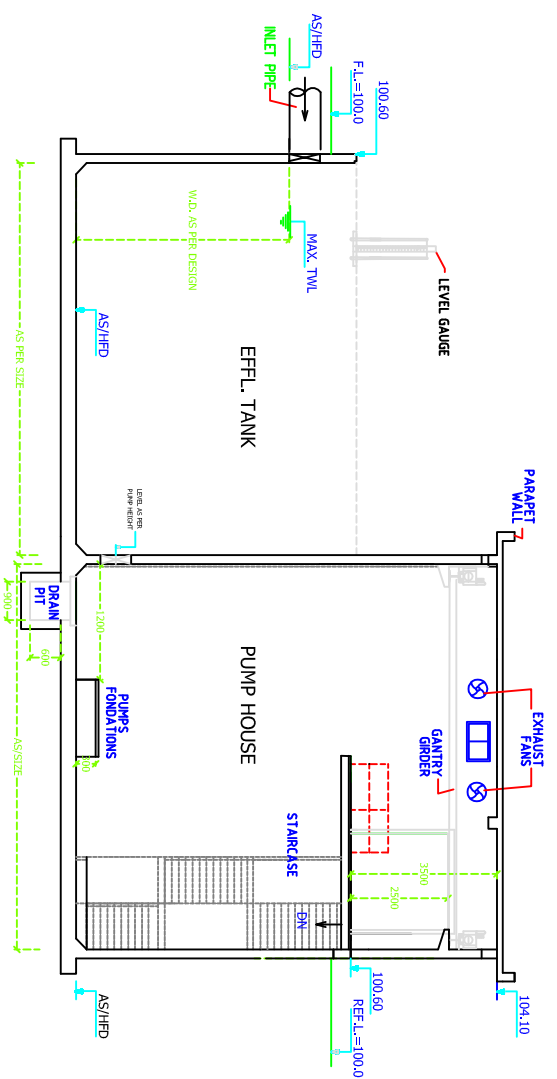 PARAPET
WALL
104.10
EXHAUST
FANS
GANTRY
GIRDER
3500
2500
LEVEL GAUGE
100.60
F.L.=100.0
AS/HFD
INLET PIPE
MAX. TWL
W.D. AS PER DESIGN
EFFL. TANK
PUMP HOUSE
STAIRCASE
DN
100.60
REF.L.=100.0
AS/HFD
LEVEL AS PER
PUMP HEIGHT
1200
PUMPS
FONDATIONS
AS/HFD
DRAIN
PIT
600
900
AS PER SIZE
AS/SIZE